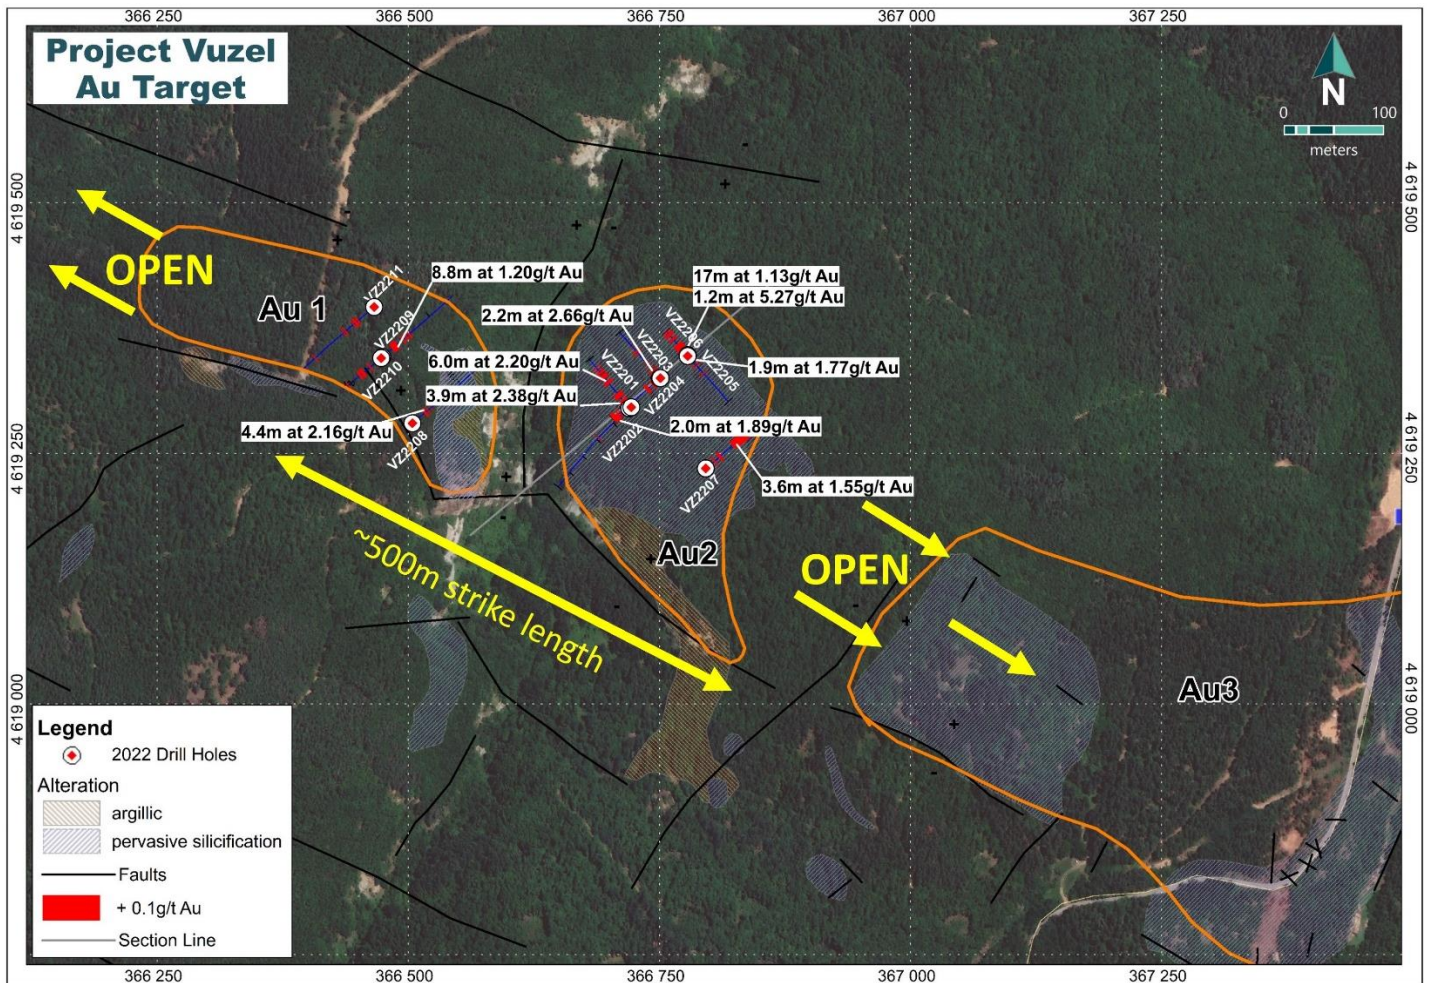 366 250
366 500
366 750
367 000
367 250
Project Vuzel
Au Target
N
0
100
meters
4 619 500
4 619 500
OPEN
Au 1
VZ2211
8.8m at 1.20g/t Au
VZ2209
VZ2210
17m at 1.13g/t Au
1.2m at 5.27g/t Au
2.2m at 2.66g/t Au
VZ2206
VZ2203
VZ2205
6.0m at 2.20g/t Au
VZ2201
1.9m at 1.77g/t Au
VZ2204
3.9m at 2.38g/t Au
4.4m at 2.16g/t Au
VZ2208
VZ2202
2.0m at 1.89g/t Au
4 619 250
4 619 250
VZ2207
3.6m at 1.55g/t Au
~500m strike length
Au2
OPEN
Au3
4 619 000
4 619 000
Legend
2022 Drill Holes
Alteration
argillic
pervasive silicification
Faults
+ 0.1g/t Au
Section Line
366 250
366 500
366 750
367 000
367 250